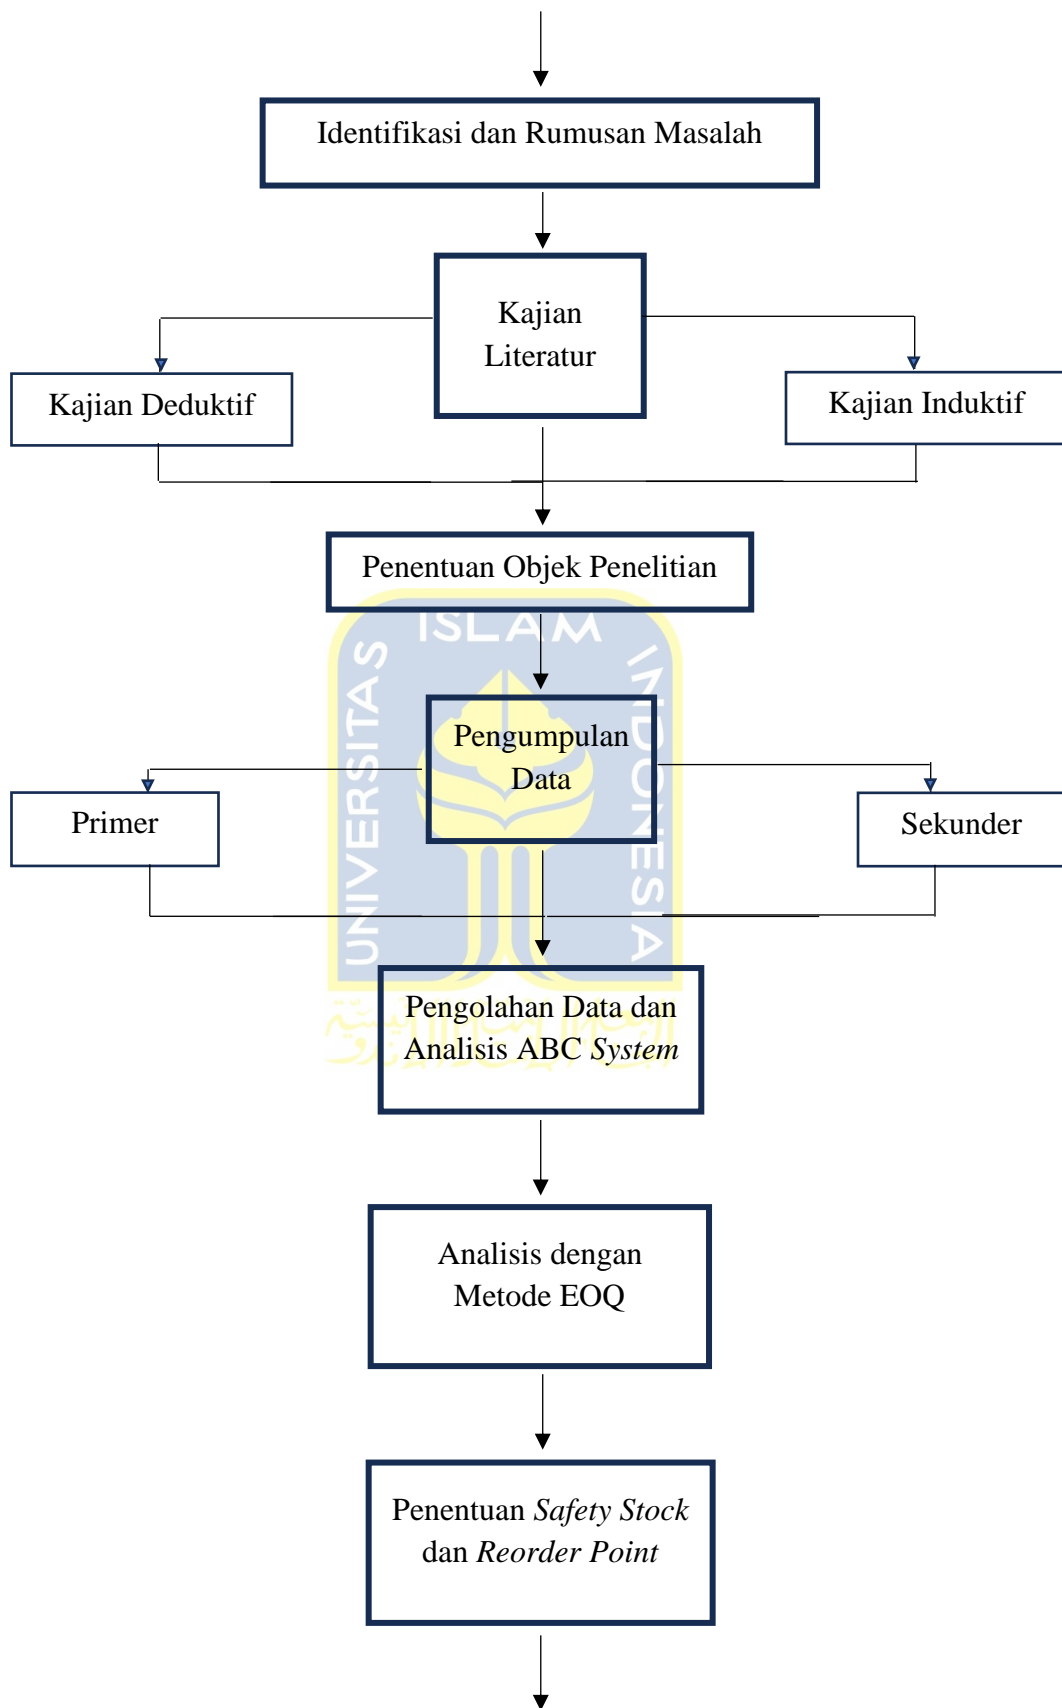 Identifikasi dan Rumusan Masalah
Kajian
Literatur
Kajian Deduktif
Kajian Induktif
Penentuan Objek Penelitian
UNIVERSITAS
ISLAM
INDONESIA
Pengumpulan
Data
Primer
Sekunder
Pengolahan Data dan
Analisis ABC System
Analisis dengan
Metode EOQ
Penentuan Safety Stock
dan Reorder Point